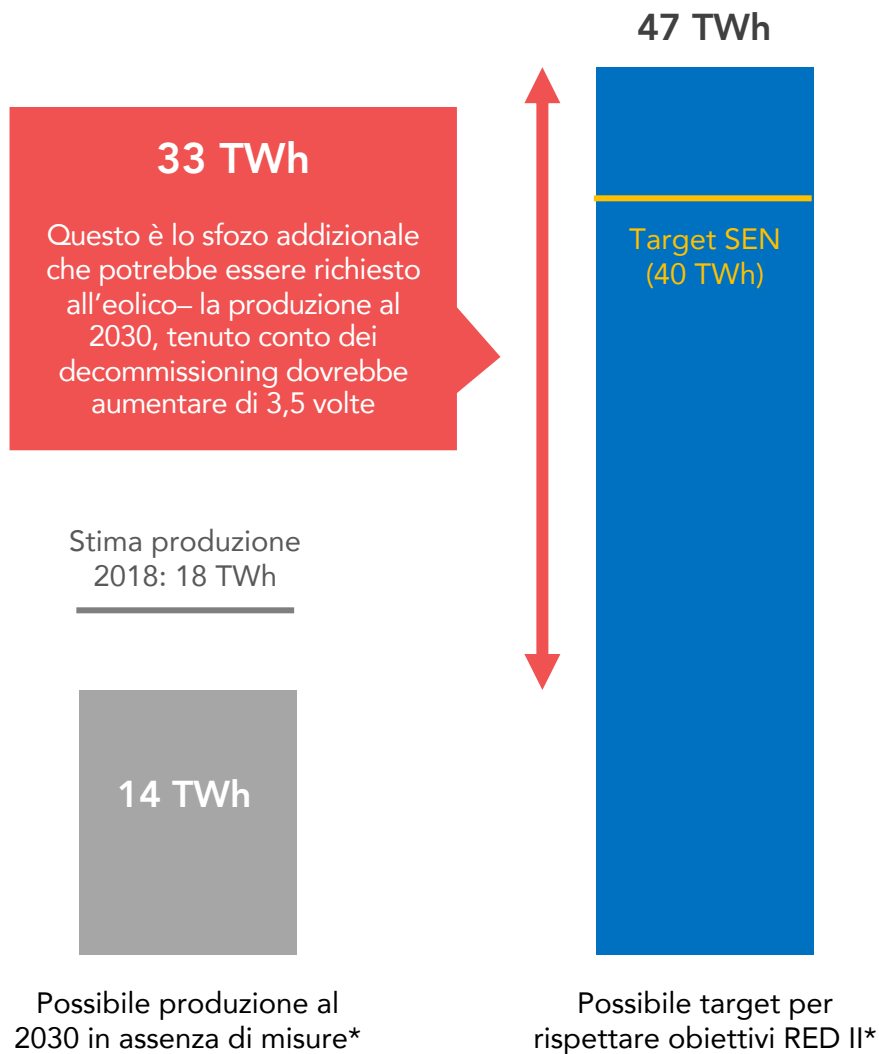 47 TWh
33 TWh
Questo è lo sfozo addizionale
che potrebbe essere richiesto
all'eolico– la produzione al
2030, tenuto conto dei
decommissioning dovrebbe
aumentare di 3,5 volte
Target SEN
(40 TWh)
Stima produzione
2018: 18 TWh
14 TWh
Possibile produzione al
2030 in assenza di misure*
Possibile target per
rispettare obiettivi RED II*